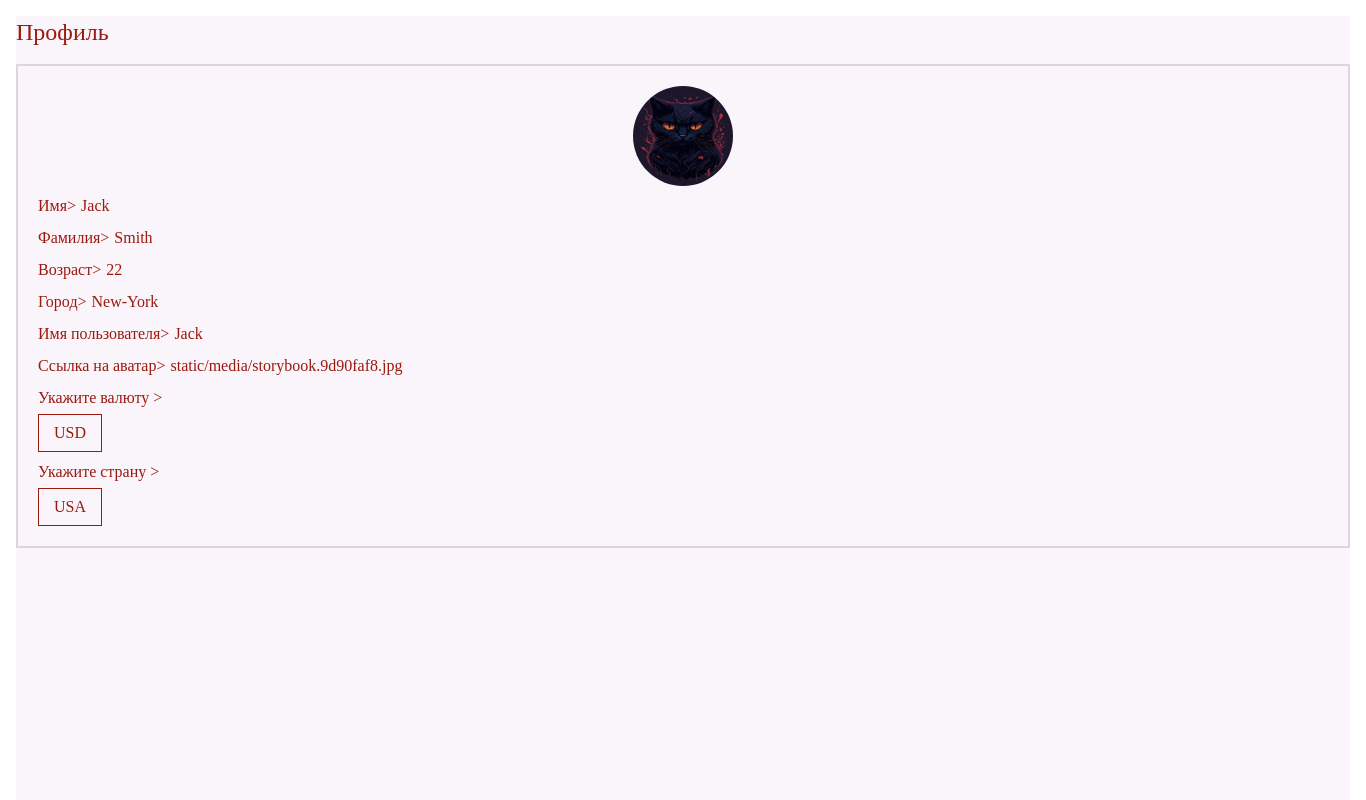 Профиль
Имя> Jack
Фамилия> Smith
Возраст> 22
Город> New-York
Имя пользователя> Jack
Ссылка на аватар> static/media/storybook.9d90faf8.jpg
Укажите валюту >
USD
Укажите страну >
USA